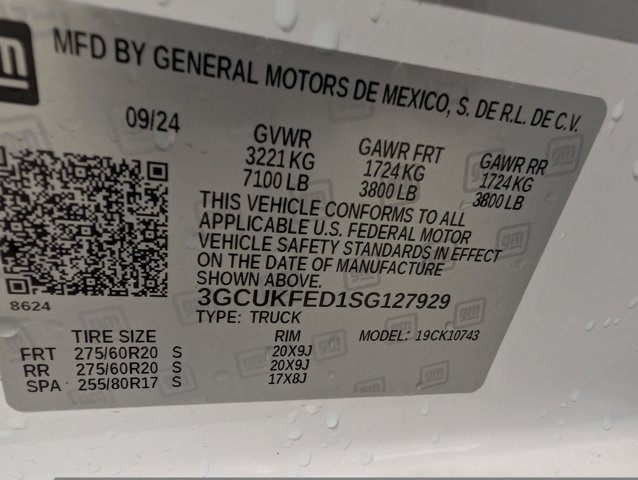 MFD BY GENERAL MOTORS DE MEXICO, S. DE R.L. DE C.V.
09/24
GVWR GAWR FRT GAWR RR
3221 KG 1724 KG 1724 KG
7100 LB 3800 LB 3800 LB
THIS VEHICLE CONFORMS TO ALL
APPLICABLE U.S. FEDERAL MOTOR
VEHICLE SAFETY STANDARDS IN EFFECT
ON THE DATE OF MANUFACTURE
SHOWN ABOVE.
8624
3GCUKFED1SG127929
TYPE: TRUCK
TIRE SIZE RIM MODEL: 19CK10743
FRT 275/60R20 S 20X9J
RR 275/60R20 S 20X9J
SPA 255/80R17 S 17X8J